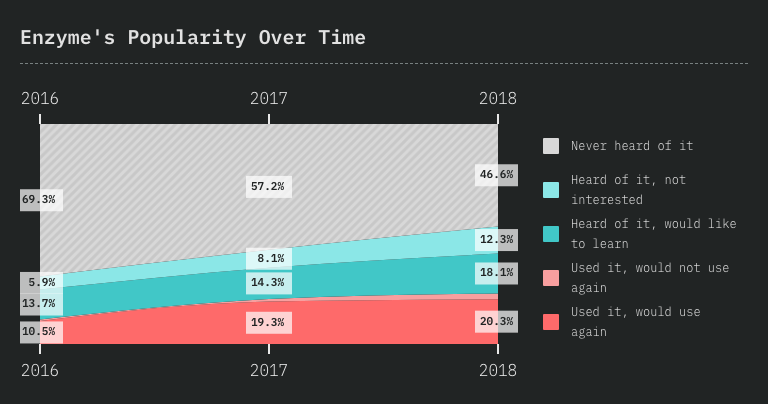 Enzyme's Popularity Over Time
2016 2017 2018
Never heard of it
Heard of it, not
interested
Heard of it, would like
to learn
Used it, would not use
again
Used it, would use
again
69.3% 57.2% 46.6%
5.9% 8.1% 12.3%
13.7% 14.3% 18.1%
10.5% 19.3% 20.3%
2016 2017 2018